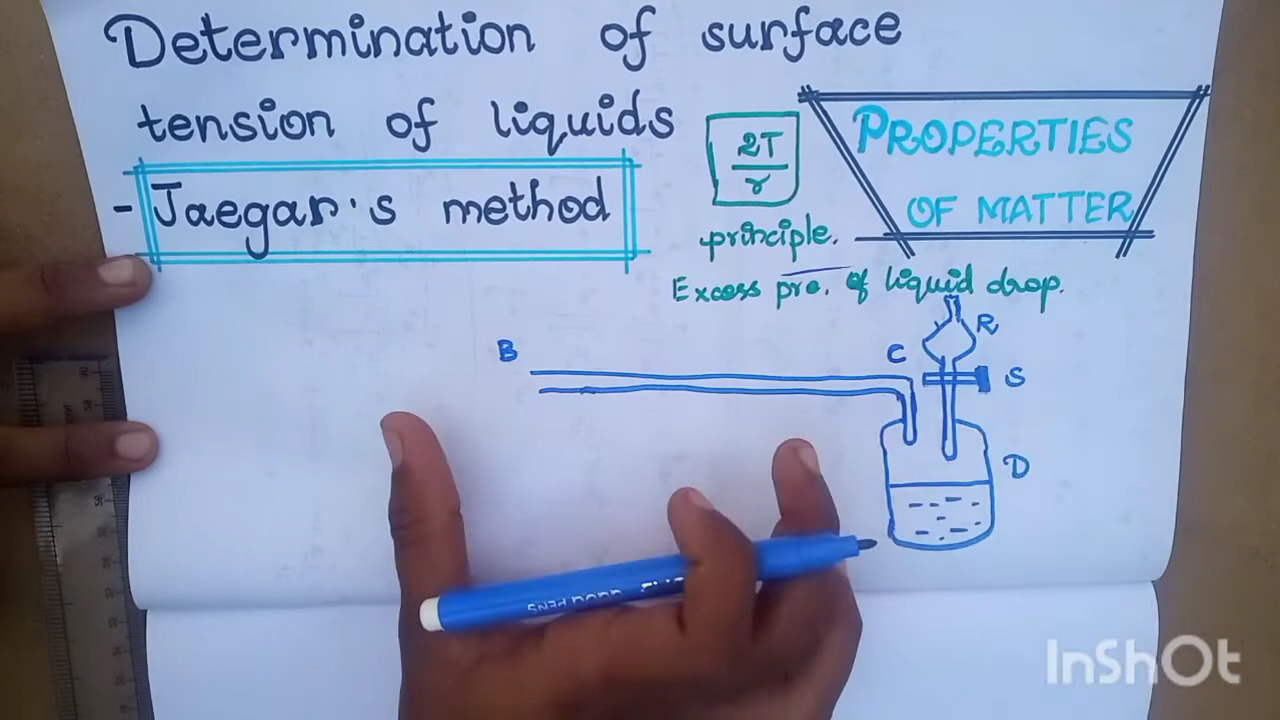 Determination of surface
tension of liquids
- Jaegar's method
2T
r
principle.
PROPERTIES
OF MATTER
Excess pre. of liquid drop.
R
B
C
S
D
InShOt